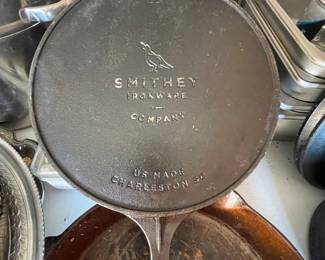 SMITHEY
IRONWARE
COMPANY
US MADE
CHARLESTON SC